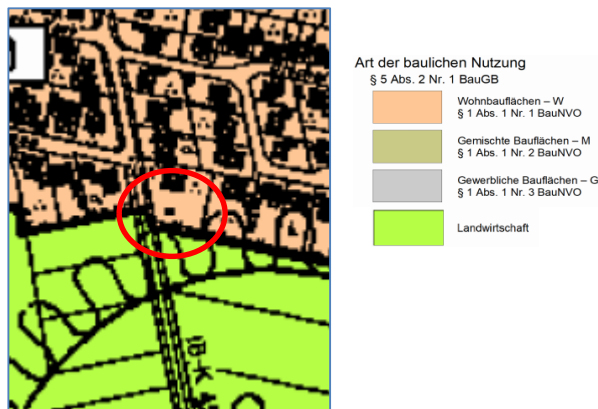 Art der baulichen Nutzung
§ 5 Abs. 2 Nr. 1 BauGB
Wohnbauflächen – W
§ 1 Abs. 1 Nr. 1 BauNVO
Gemischte Bauflächen – M
§ 1 Abs. 1 Nr. 2 BauNVO
Gewerbliche Bauflächen – G
§ 1 Abs. 1 Nr. 3 BauNVO
Landwirtschaft